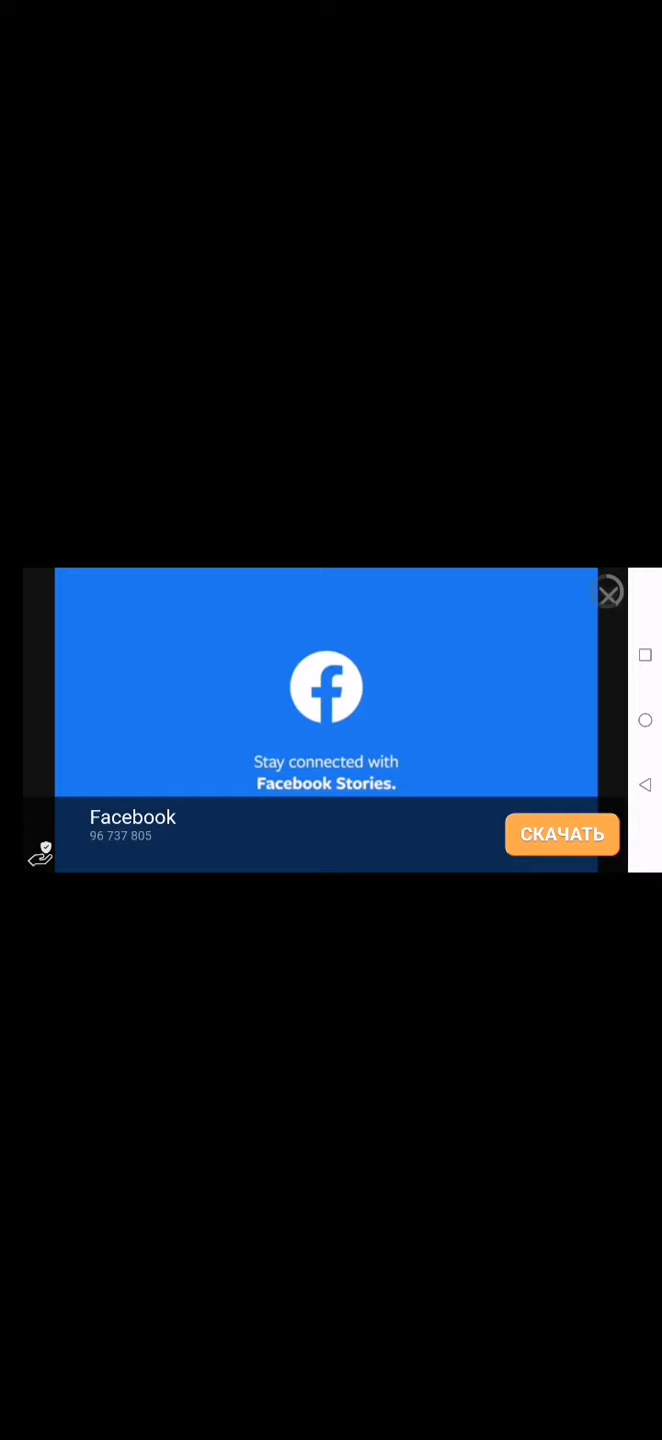 Stay connected with
Facebook Stories.
Facebook
96 737 805
СКАЧАТЬ